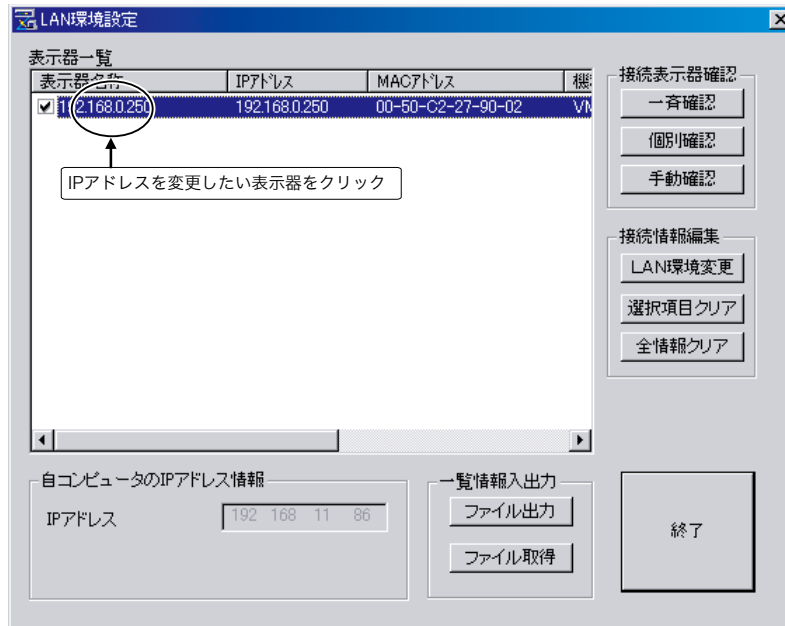 LAN環境設定
表示器一覧
表示器名称 IPｱﾄﾞﾚｽ MACｱﾄﾞﾚｽ
192.168.0.250 192.168.0.250 00-50-C2-27-90-02
IPアドレスを変更したい表示器をクリック
接続表示器確認
一斉確認
個別確認
手動確認
接続情報編集
LAN環境変更
選択項目クリア
全情報クリア
自コンピュータのIPアドレス情報
IPアドレス 192 168 11 86
一覧情報入出力
ファイル出力
ファイル取得
終了